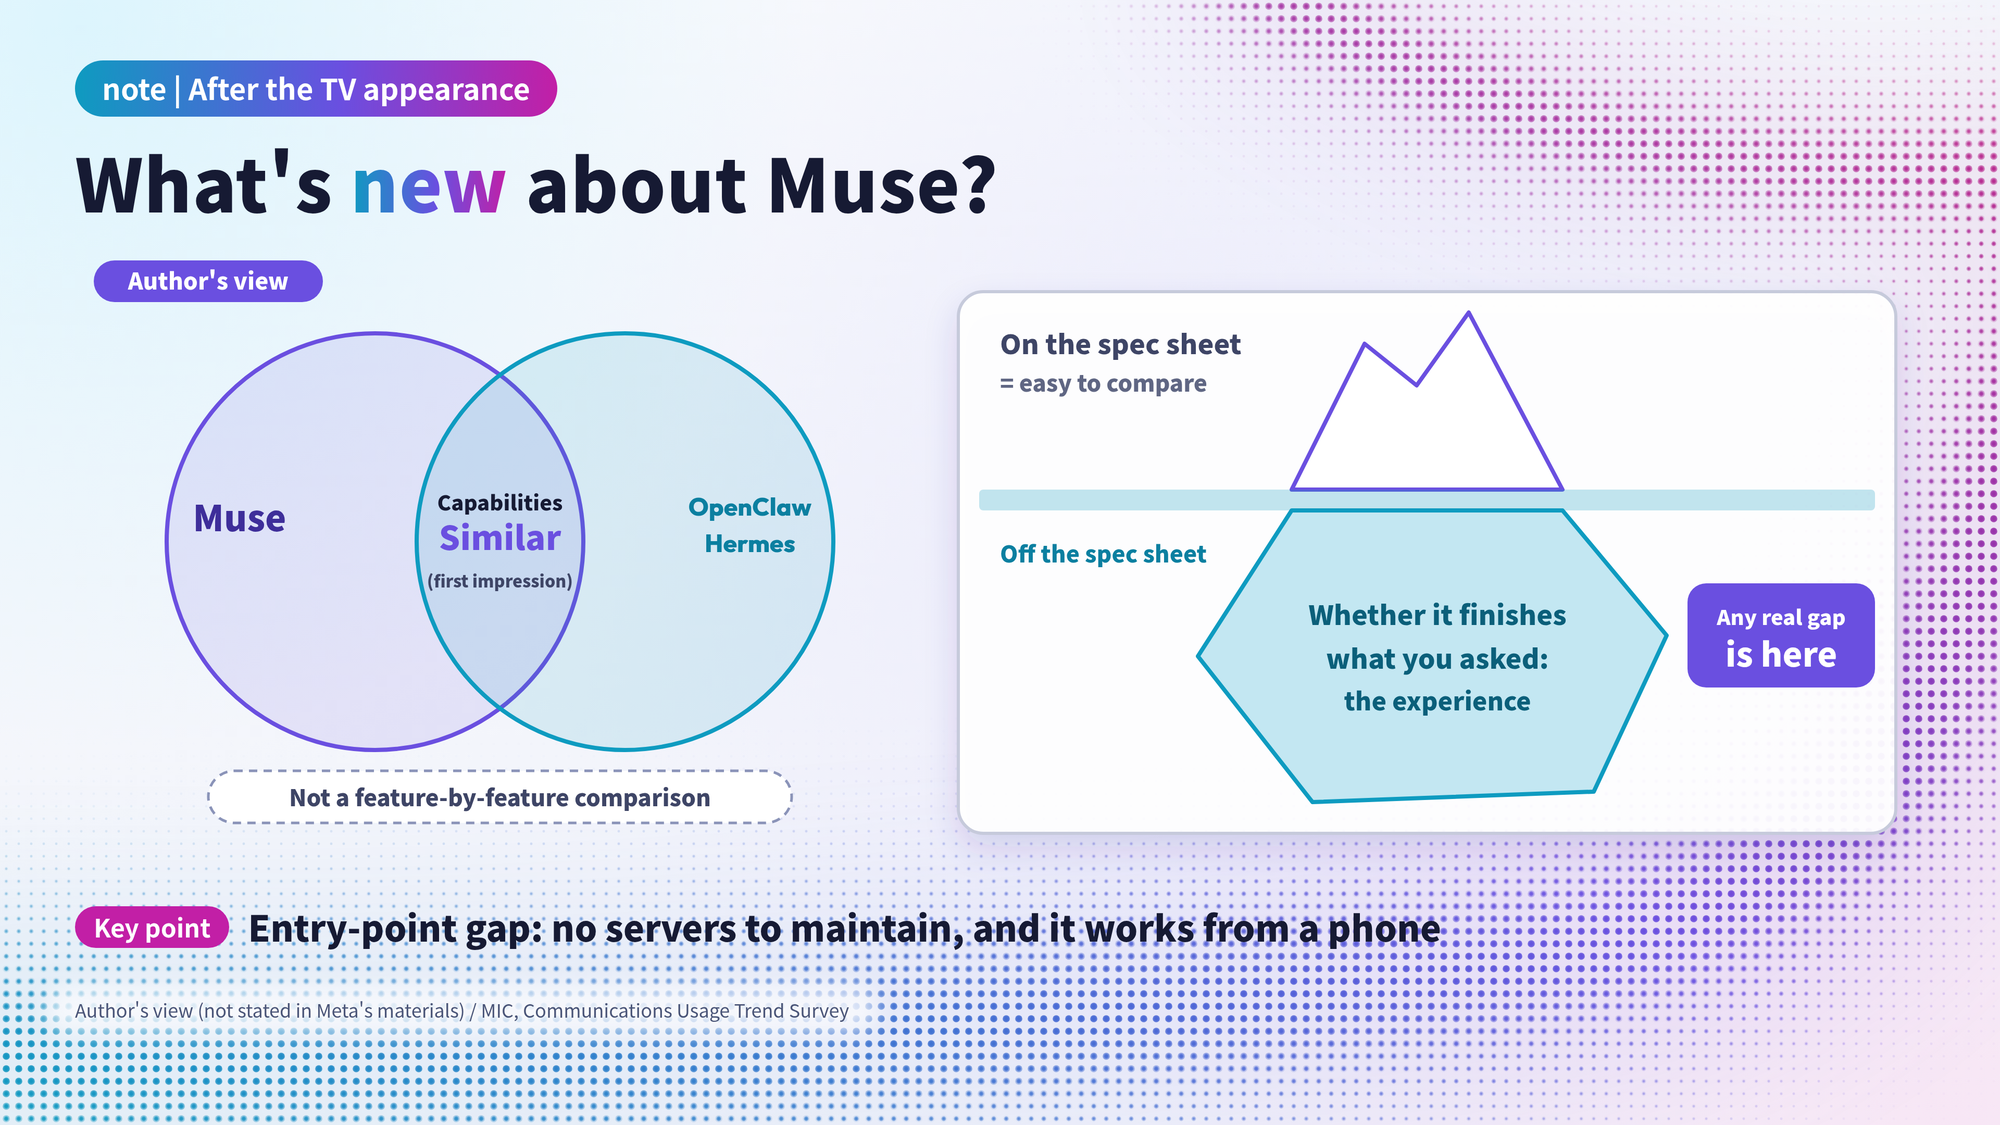 note | After the TV appearance
What's new about Muse?
Author's view
Muse
Capabilities
Similar
(first impression)
OpenClaw
Hermes
Not a feature-by-feature comparison
On the spec sheet
= easy to compare
Off the spec sheet
Whether it finishes
what you asked:
the experience
Any real gap
is here
Key point
Entry-point gap: no servers to maintain, and it works from a phone
Author's view (not stated in Meta's materials) / MIC, Communications Usage Trend Survey